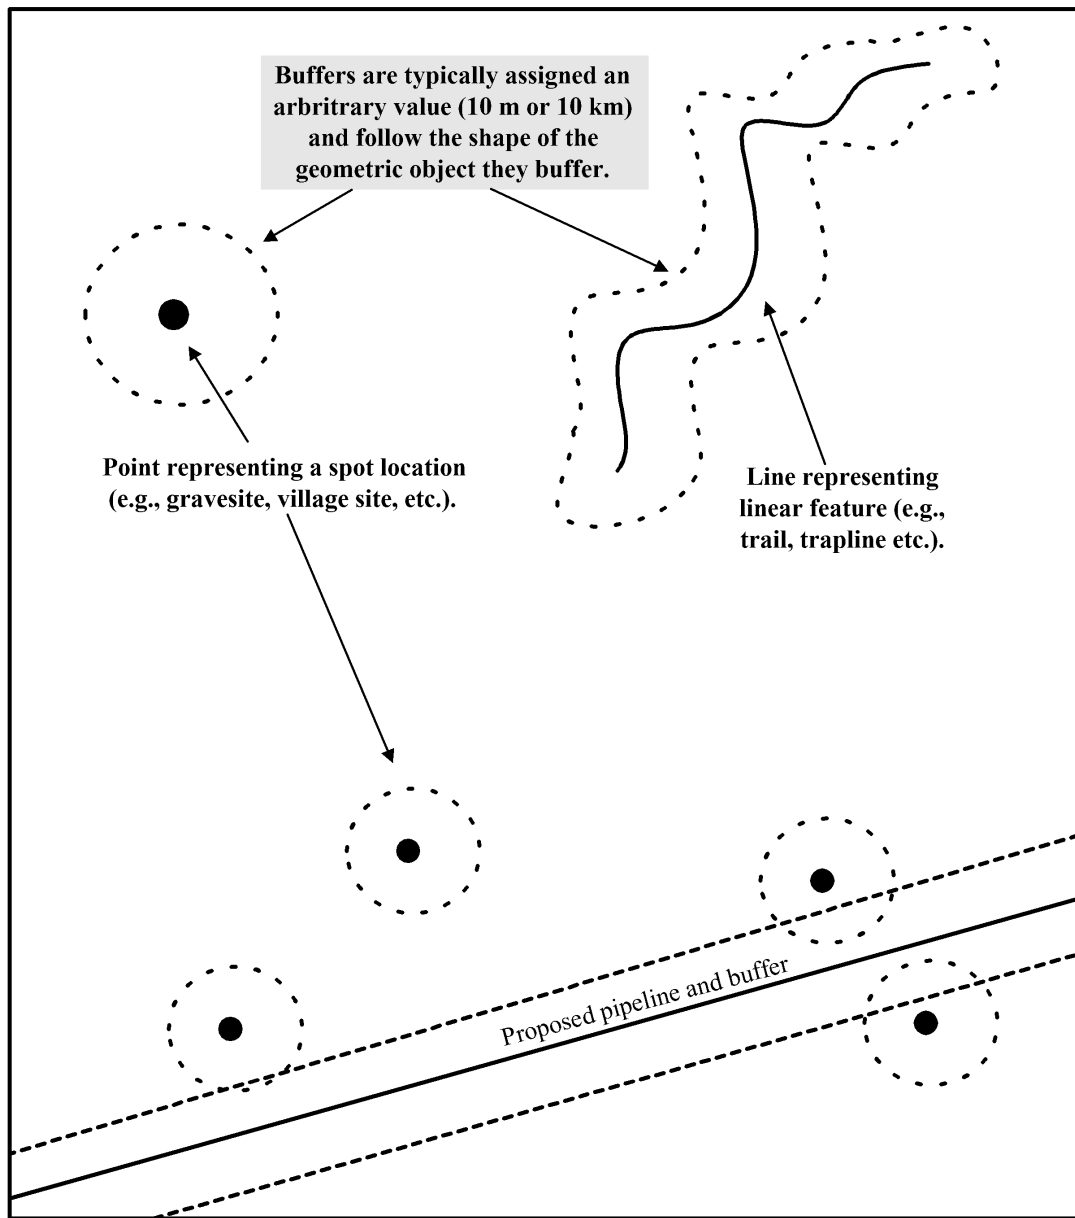 Buffers are typically assigned an
arbritrary value (10 m or 10 km)
and follow the shape of the
geometric object they buffer.
Point representing a spot location
(e.g., gravesite, village site, etc.).
Line representing
linear feature (e.g.,
trail, trapline etc.).
Proposed pipeline and buffer